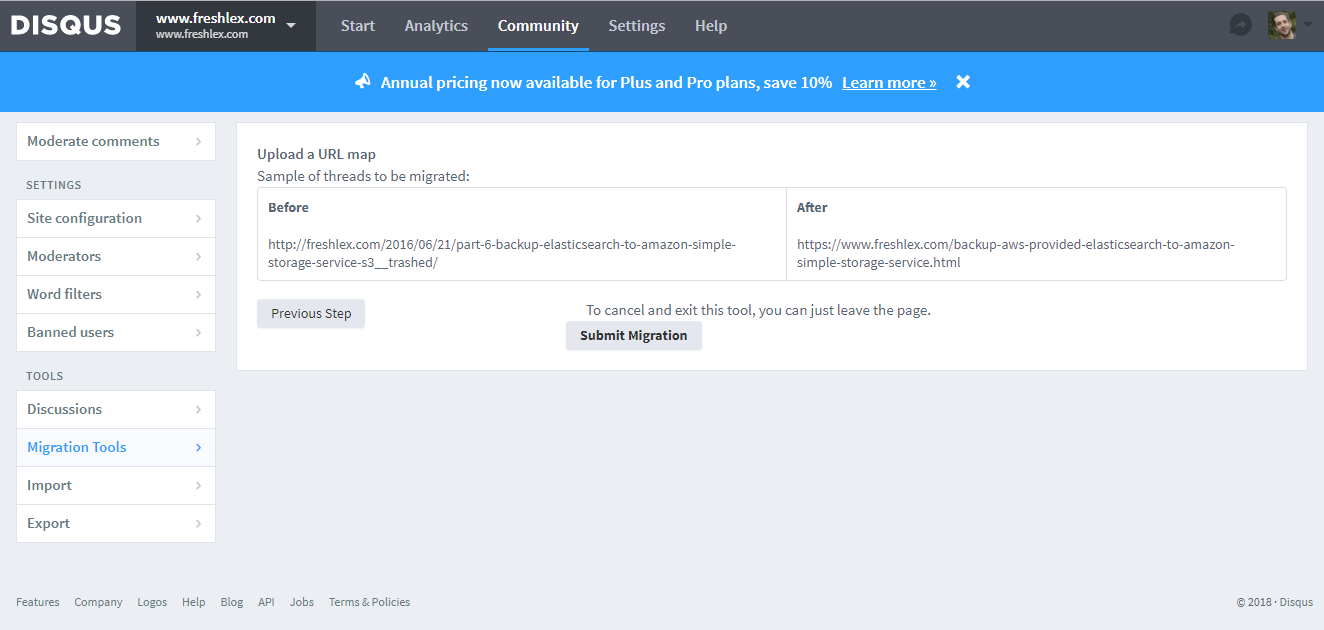 DISQUS
www.freshlex.com
www.freshlex.com
Start
Analytics
Community
Settings
Help
Annual pricing now available for Plus and Pro plans, save 10% Learn more »
Moderate comments
SETTINGS
Site configuration
Moderators
Word filters
Banned users
TOOLS
Discussions
Migration Tools
Import
Export
Upload a URL map
Sample of threads to be migrated:
Before
http://freshlex.com/2016/06/21/part-6-backup-elasticsearch-to-amazon-simple-
storage-service-s3__trashed/
After
https://www.freshlex.com/backup-aws-provided-elasticsearch-to-amazon-
simple-storage-service.html
Previous Step
To cancel and exit this tool, you can just leave the page.
Submit Migration
Features Company Logos Help Blog API Jobs Terms & Policies
© 2018 · Disqus